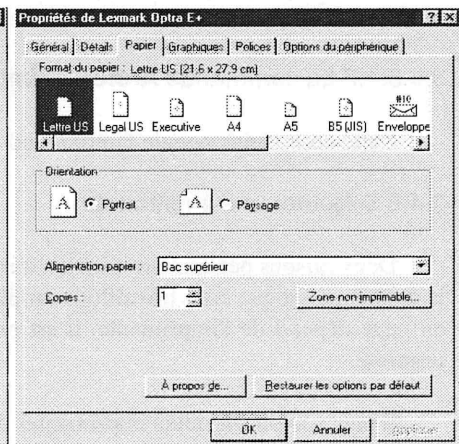 Propriétés de Lexmark Optra E+
Général Détails Papier Graphiques Polices Options du périphérique
Format du papier : Lettre US (21,6 x 27,9 cm)
#10
Lettre US Legal US Executive A4 A5 B5 (JIS) Enveloppe
Orientation
A Portrait A Paysage
Alimentation papier : Bac supérieur
Copies : 1 Zone non imprimable...
À propos de... Restaurer les options par défaut
OK Annuler Appliquer